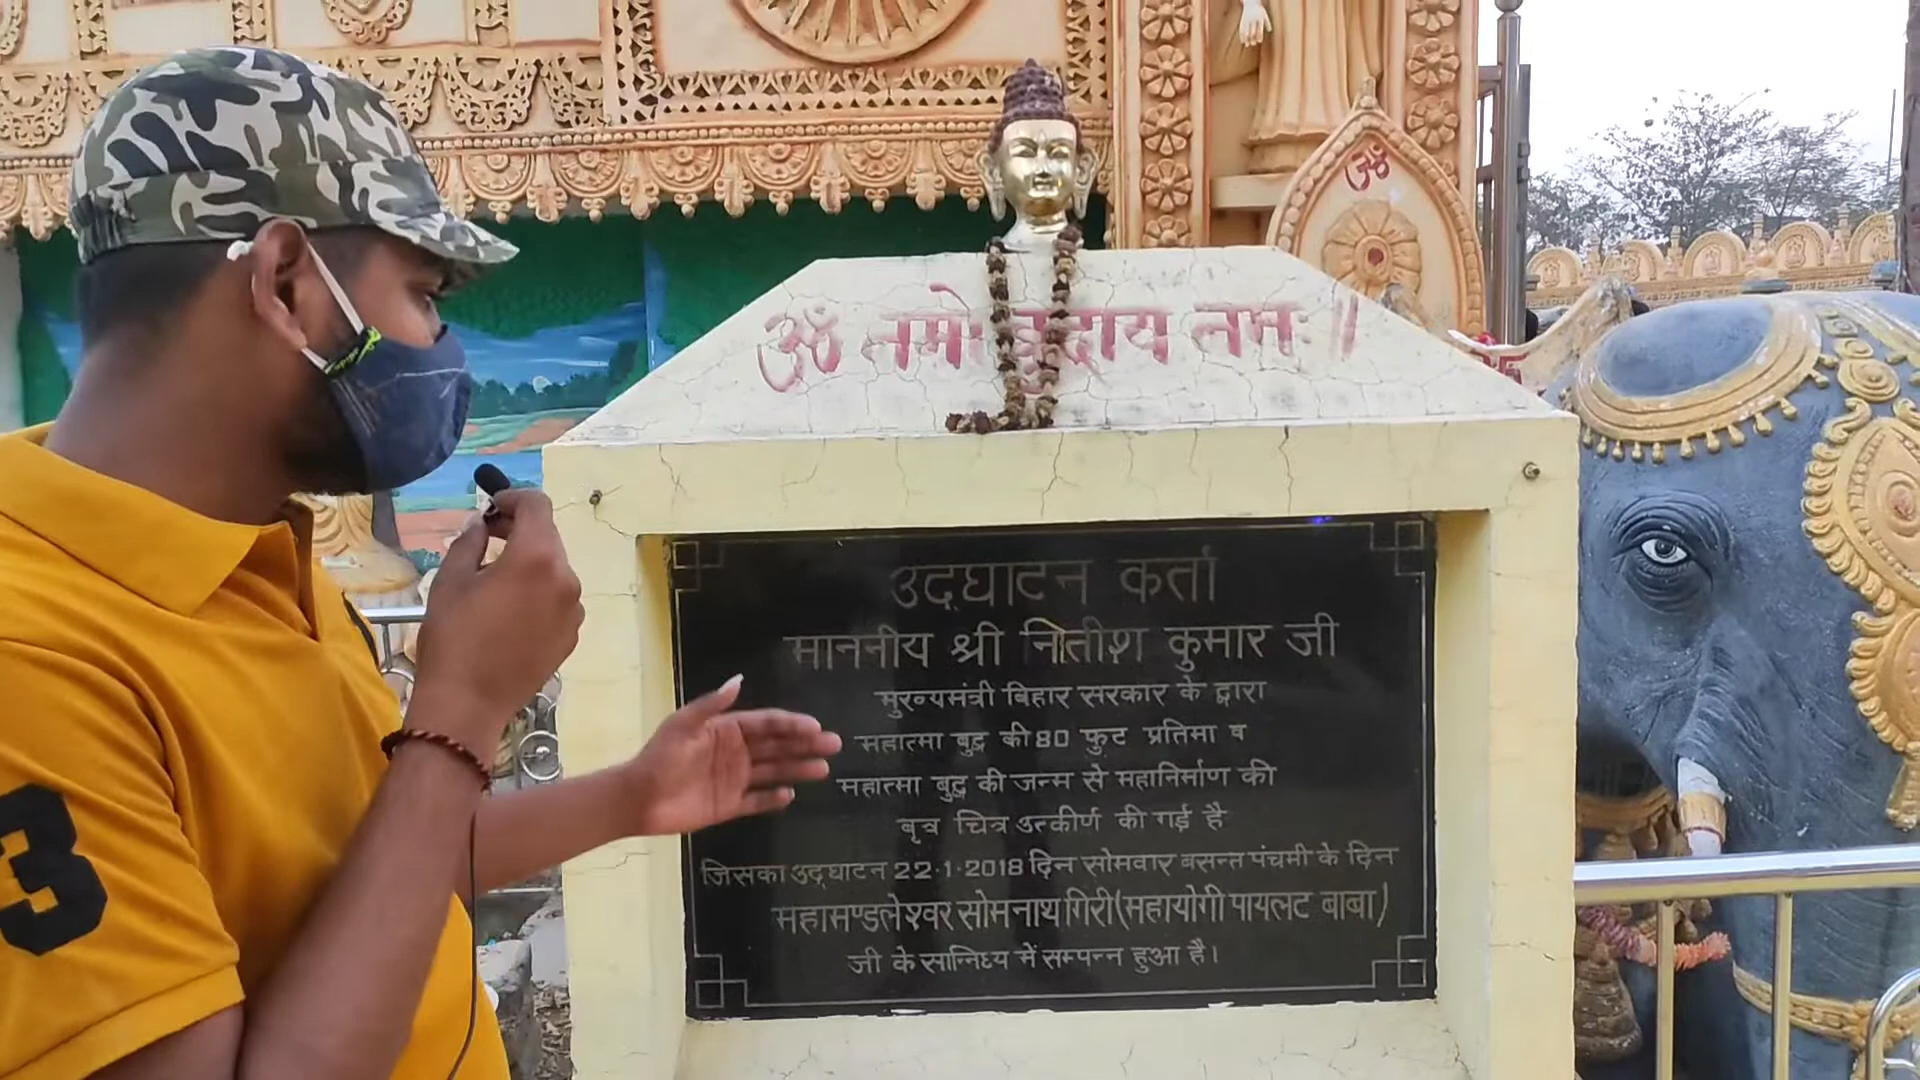 ॐ
ॐ नमो बुद्धाय नमः ॥
उद्घाटन कर्ता
माननीय श्री नितीश कुमार जी
मुख्यमंत्री बिहार सरकार के द्वारा
महात्मा बुद्ध की 80 फुट प्रतिमा व
महात्मा बुद्ध की जन्म से महानिर्माण की
बृत्र चित्र उत्कीर्ण की गई है
जिसका उद्घाटन 22·1·2018 दिन सोमवार बसन्त पंचमी के दिन
महामण्डलेश्वर सोमनाथ गिरी (महायोगी पायलट बाबा)
जी के सान्निध्य में सम्पन्न हुआ है।
3